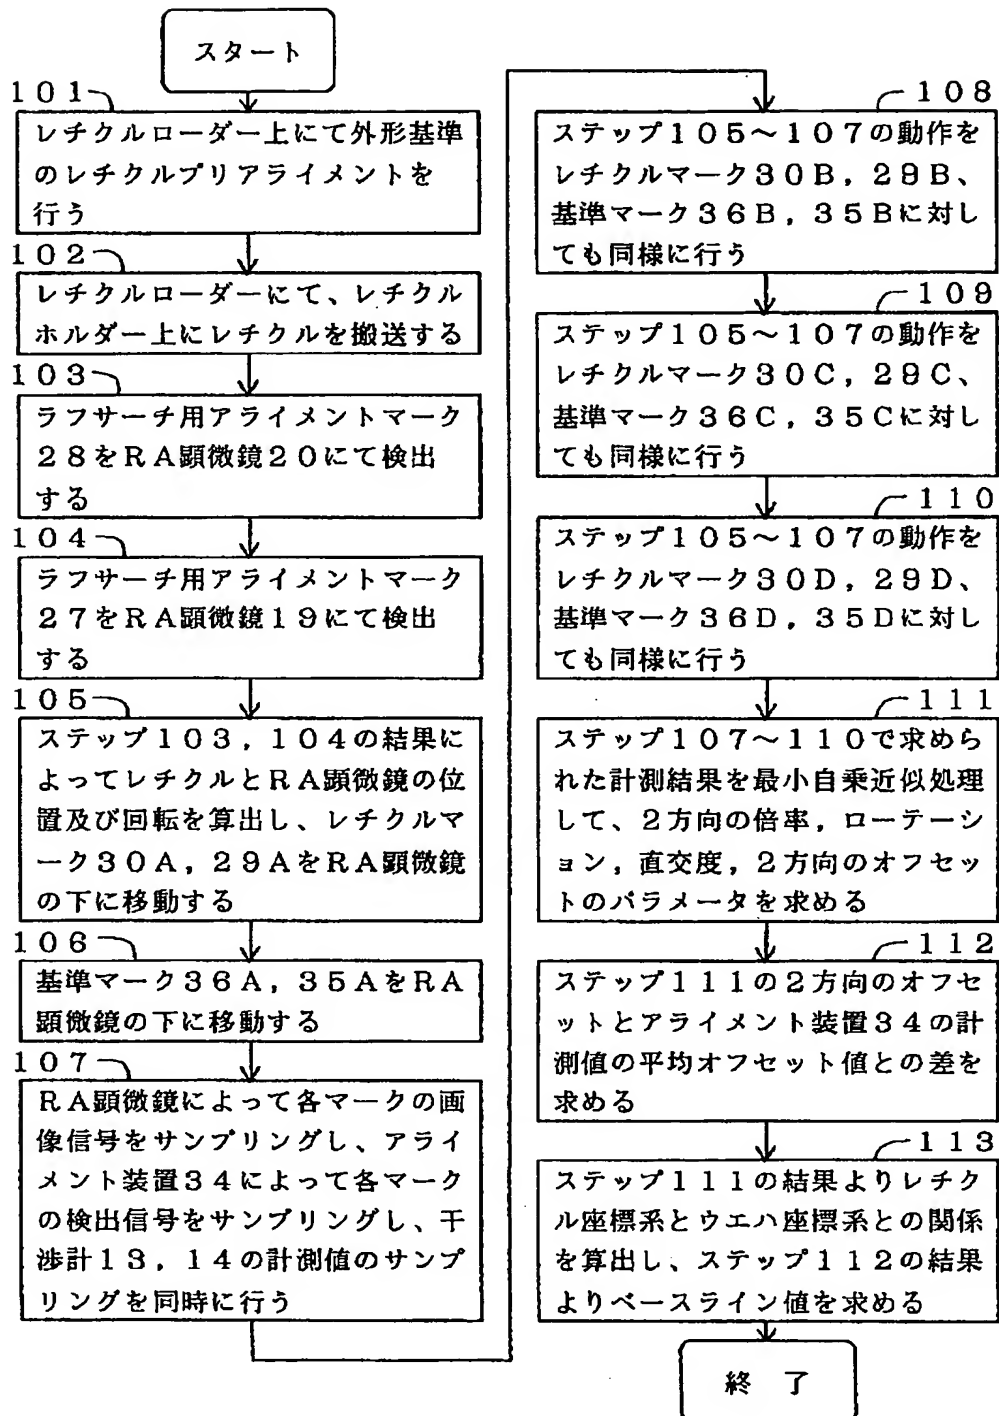 スタート
101
レチクルローダー上にて外形基準
のレチクルプリアライメントを
行う
102
レチクルローダーにて、レチクル
ホルダー上にレチクルを搬送する
103
ラフサーチ用アライメントマーク
28をRA顕微鏡20にて検出
する
104
ラフサーチ用アライメントマーク
27をRA顕微鏡19にて検出
する
105
ステップ103，104の結果に
よってレチクルとRA顕微鏡の位
置及び回転を算出し、レチクルマ
ーク30A，29AをRA顕微鏡
の下に移動する
106
基準マーク36A，35AをRA
顕微鏡の下に移動する
107
RA顕微鏡によって各マークの画
像信号をサンプリングし、アライ
メント装置34によって各マーク
の検出信号をサンプリングし、干
渉計13，14の計測値のサンプ
リングを同時に行う
108
ステップ105～107の動作を
レチクルマーク30B，29B、
基準マーク36B，35Bに対し
ても同様に行う
109
ステップ105～107の動作を
レチクルマーク30C，29C、
基準マーク36C，35Cに対し
ても同様に行う
110
ステップ105～107の動作を
レチクルマーク30D，29D、
基準マーク36D，35Dに対し
ても同様に行う
111
ステップ107～110で求めら
れた計測結果を最小自乗近似処理
して、2方向の倍率，ローテーシ
ョン，直交度，2方向のオフセッ
トのパラメータを求める
112
ステップ111の2方向のオフセ
ットとアライメント装置34の計
測値の平均オフセット値との差を
求める
113
ステップ111の結果よりレチク
ル座標系とウエハ座標系との関係
を算出し、ステップ112の結果
よりベースライン値を求める
終 了